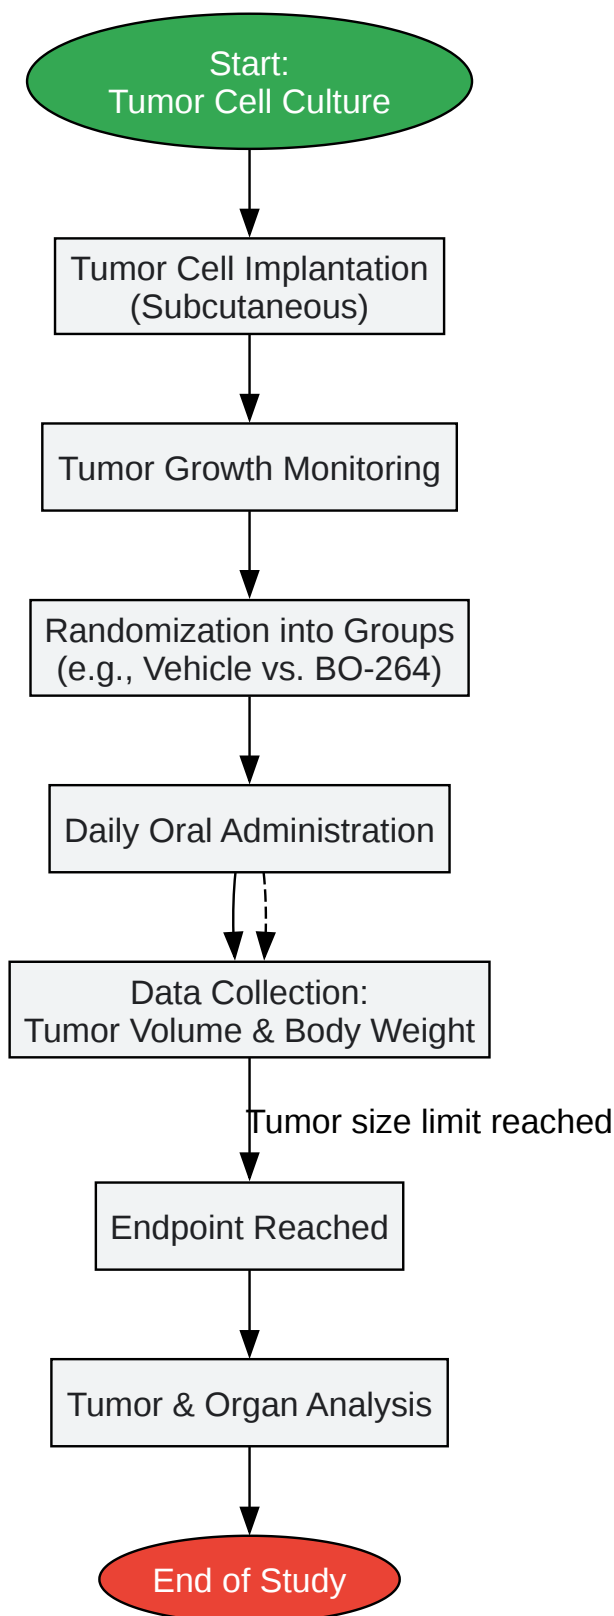 Start:
Tumor Cell Culture
Tumor Cell Implantation
(Subcutaneous)
Tumor Growth Monitoring
Randomization into Groups
(e.g., Vehicle vs. BO-264)
Daily Oral Administration
Data Collection:
Tumor Volume & Body Weight
Tumor size limit reached
Endpoint Reached
Tumor & Organ Analysis
End of Study